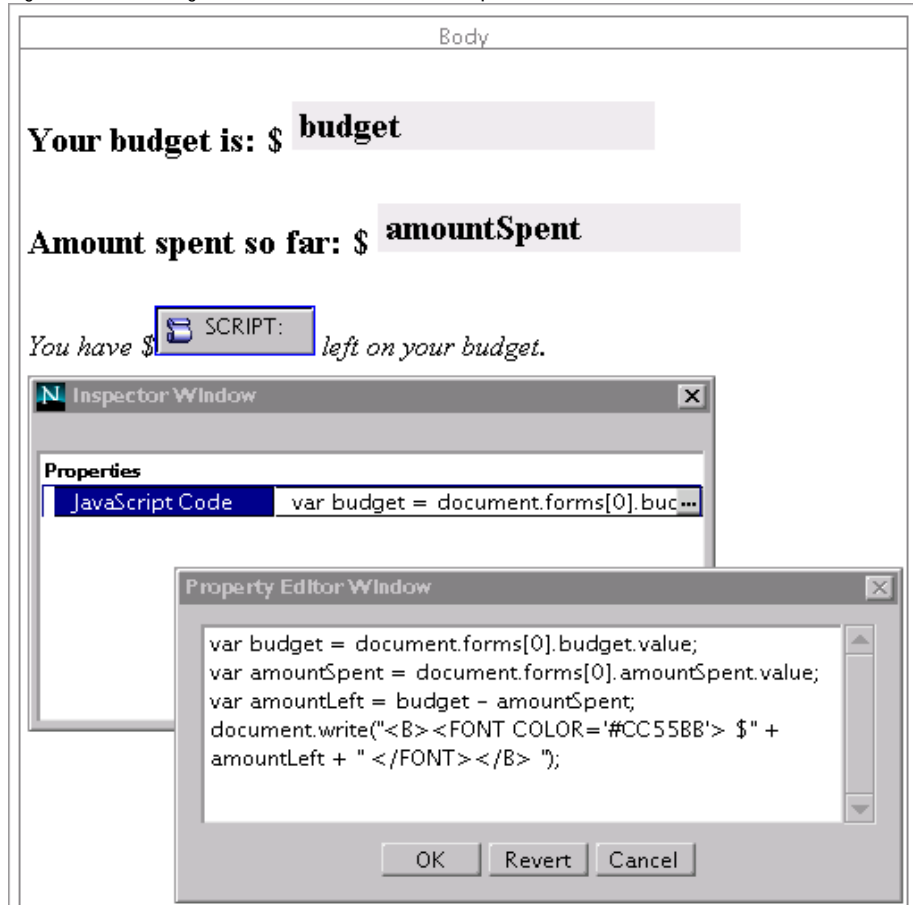 Body
Your budget is: $ budget
Amount spent so far: $ amountSpent
You have $ SCRIPT: left on your budget.
N Inspector Window
Properties
JavaScript Code var budget = document.forms[0].buc...
Property Editor Window
var budget = document.forms[0].budget.value;
var amountSpent = document.forms[0].amountSpent.value;
var amountLeft = budget - amountSpent;
document.write("<B><FONT COLOR='#CC55BB'> $" +
amountLeft + " </FONT></B> ");
OK Revert Cancel